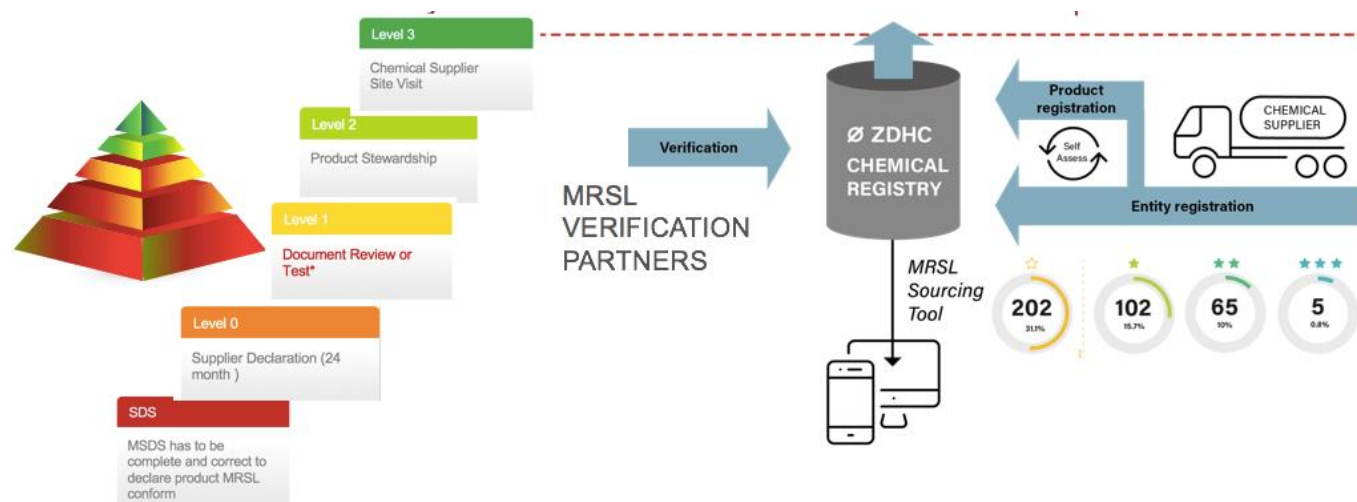 Level 3
Chemical Supplier
Site Visit
Level 2
Product Stewardship
Level 1
Document Review or
Test*
Level 0
Supplier Declaration (24
month )
SDS
MSDS has to be
complete and correct to
declare product MRSL
conform
Verification
MRSL
VERIFICATION
PARTNERS
Ø ZDHC
CHEMICAL
REGISTRY
MRSL
Sourcing
Tool
Product
registration
Self
Assess
CHEMICAL
SUPPLIER
Entity registration
202
31.1%
102
15.7%
65
10%
5
0.8%